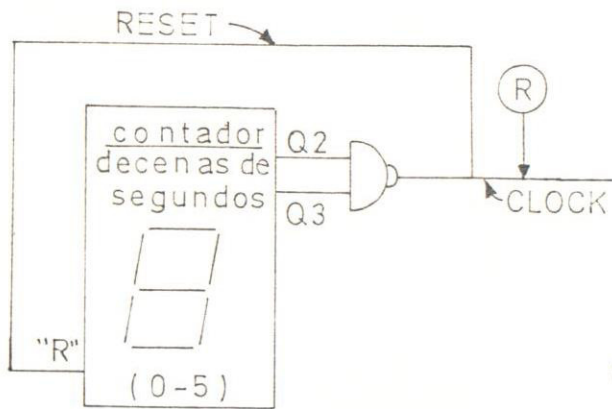 RESET
R
contador
decenas de
segundos
Q2
Q3
CLOCK
"R"
(0-5)